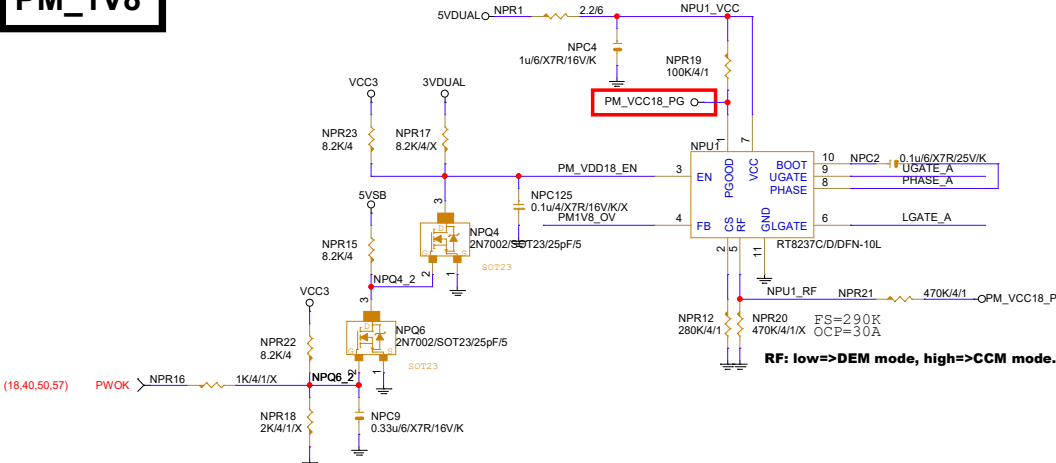 PM_1V8
5VDUAL
NPR1
2.2/6
NPU1_VCC
NPC4
1u/6/X7R/16V/K
NPR19
100K/4/1
VCC3
3VDUAL
PM_VCC18_PG
NPR23
8.2K/4
NPR17
8.2K/4/X
NPU1
1
7
PM_VDD18_EN
3
EN
PGOOD
VCC
BOOT
UGATE
PHASE
10
9
8
NPC2
0.1u/6/X7R/25V/K
UGATE_A
PHASE_A
5VSB
3
NPC125
0.1u/4/X7R/16V/K/X
PM1V8_OV
4
FB
CS
RF
GND
LGATE
6
LGATE_A
NPR15
8.2K/4
D
G
S
NPQ4
2N7002/SOT23/25pF/5
SOT23
2
5
11
RT8237C/D/DFN-10L
NPQ4_2
2
1
VCC3
3
NPU1_RF
NPR21
470K/4/1
PM_VCC18_P
NPR22
8.2K/4
D
G
S
NPQ6
2N7002/SOT23/25pF/5
SOT23
NPR12
280K/4/1
NPR20
470K/4/1/X
FS=290K
OCP=30A
RF: low=>DEM mode, high=>CCM mode.
(18,40,50,57)
PWOK
NPR16
1K/4/1/X
NPQ6_2
2
1
NPR18
2K/4/1/X
NPC9
0.33u/6/X7R/16V/K